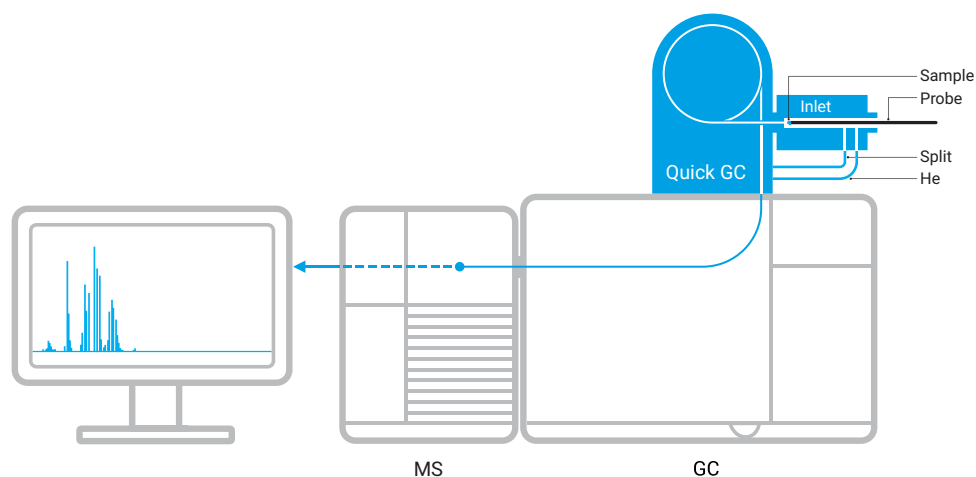 Sample
Inlet
Probe
Split
Quick GC
He
MS
GC